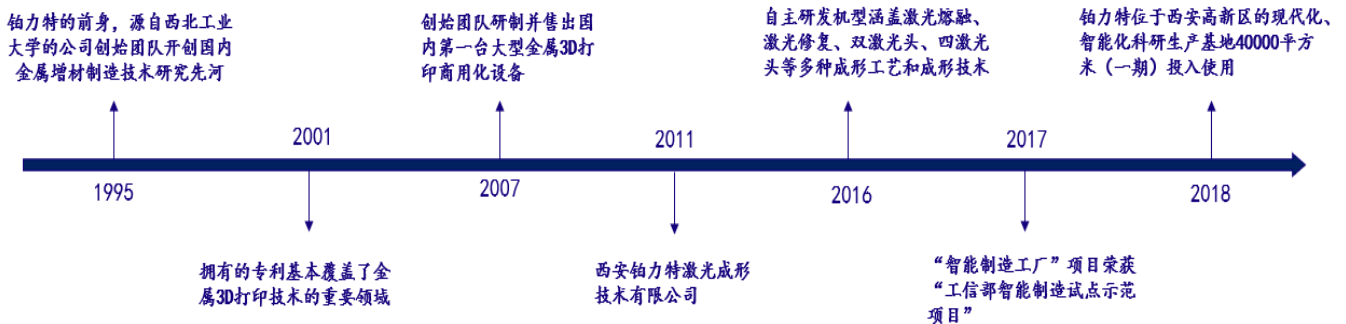 铂力特的前身，源自西北工业
大学的公司创始团队开创国内
金属增材制造技术研究先河
创始团队研制并售出国
内第一台大型金属3D打
印商用化设备
自主研发机型涵盖激光熔融、
激光修复、双激光头、四激光
头等多种成形工艺和成形技术
铂力特位于西安高新区的现代化、
智能化科研生产基地40000平方
米（一期）投入使用
2001
2011
2017
1995
2007
2016
2018
拥有的专利基本覆盖了金
属3D打印技术的重要领域
西安铂力特激光成形
技术有限公司
“智能制造工厂”项目荣获
“工信部智能制造试点示范
项目”